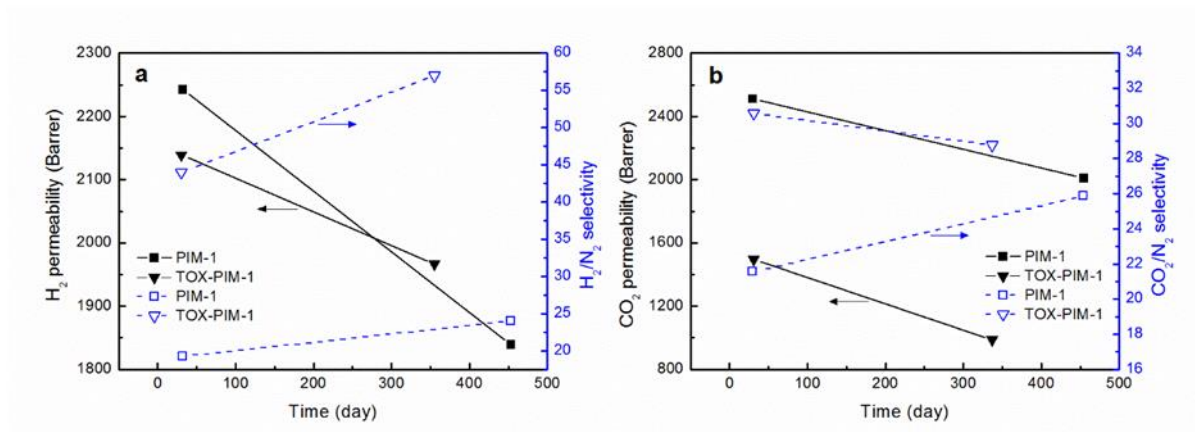 a
2300
2200
2100
2000
1900
1800
H₂ permeability (Barrer)
60
55
50
45
40
35
30
25
20
H₂/N₂ selectivity
PIM-1
TOX-PIM-1
PIM-1
TOX-PIM-1
0 100 200 300 400 500
Time (day)
b
2800
2400
2000
1600
1200
800
CO₂ permeability (Barrer)
34
32
30
28
26
24
22
20
18
16
CO₂/N₂ selectivity
PIM-1
TOX-PIM-1
PIM-1
TOX-PIM-1
0 100 200 300 400 500
Time (day)